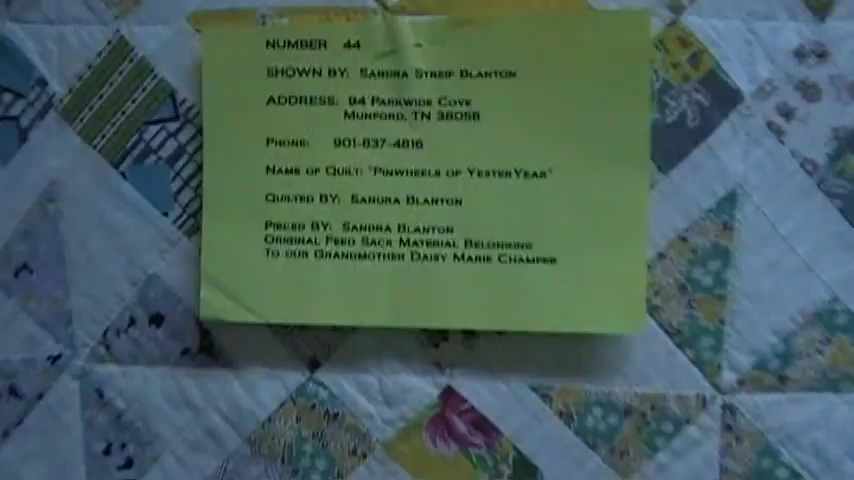 NUMBER 44
SHOWN BY: SANDRA STREIF BLANTON
ADDRESS: 94 PARKWIDE COVE
MUNFORD, TN 38058
PHONE: 901-837-4816
NAME OF QUILT: "PINWHEELS OF YESTERYEAR"
QUILTED BY: SANDRA BLANTON
PIECED BY: SANDRA BLANTON
ORIGINAL FEED SACK MATERIAL BELONGING
TO OUR GRANDMOTHER DAISY MARIE CHAMPER